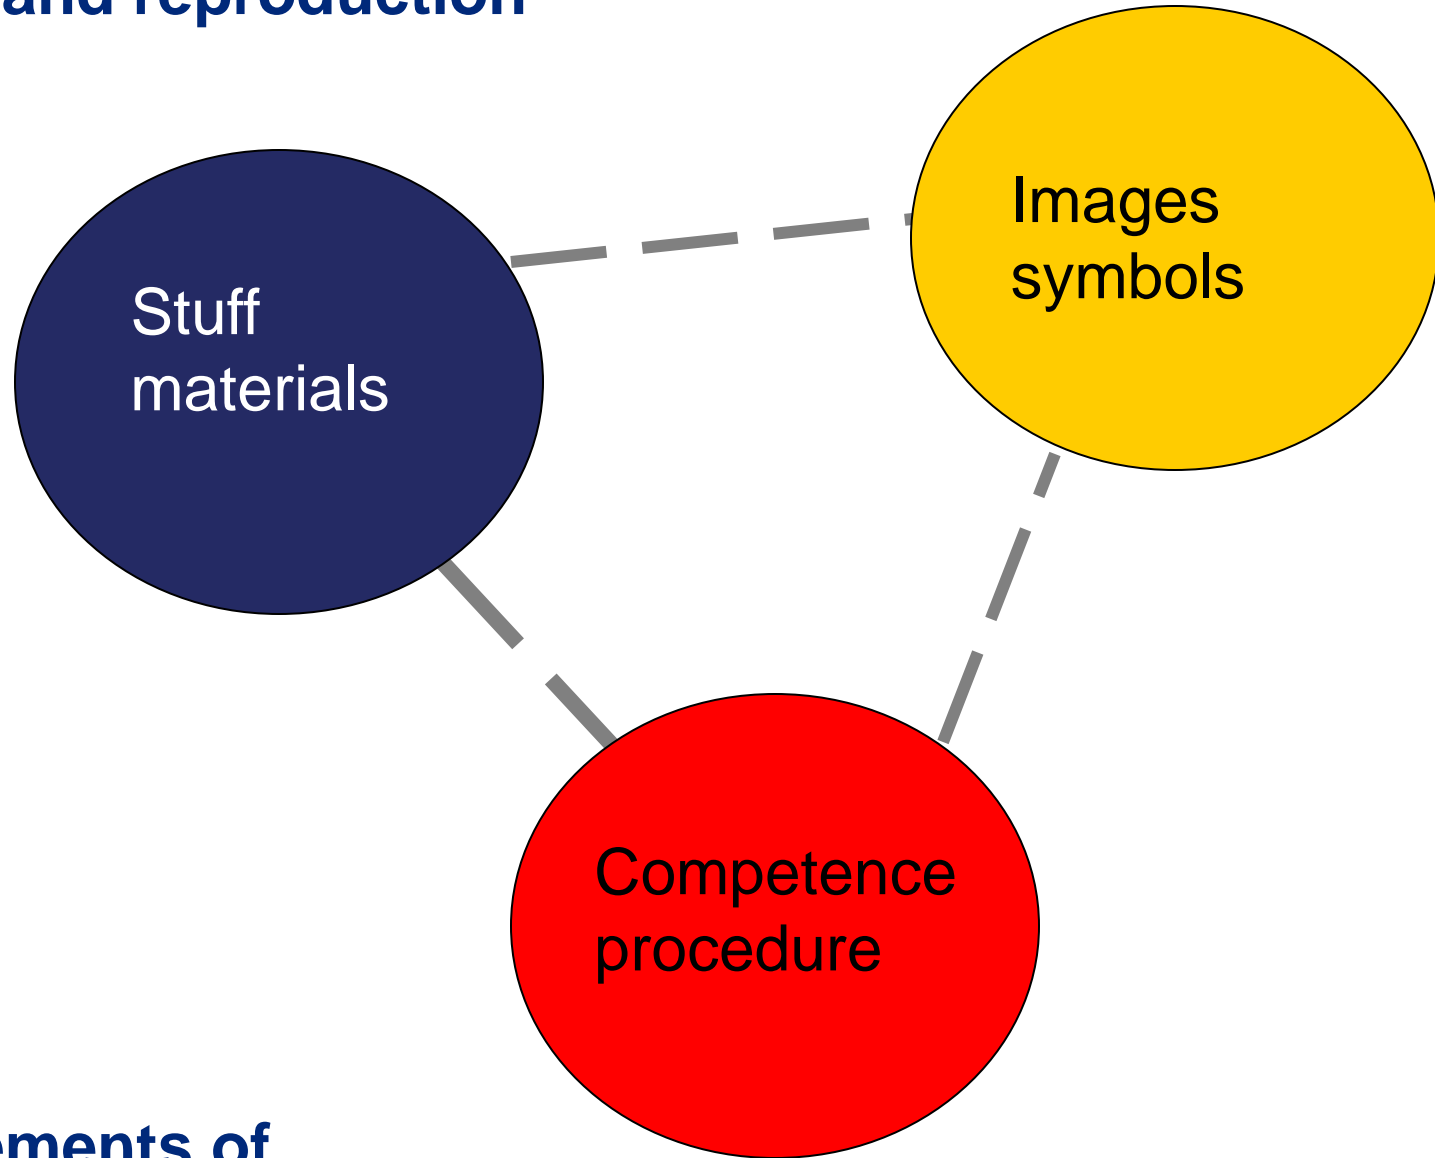 and reproduction
Images
symbols
Stuff
materials
Competence
procedure
ements of